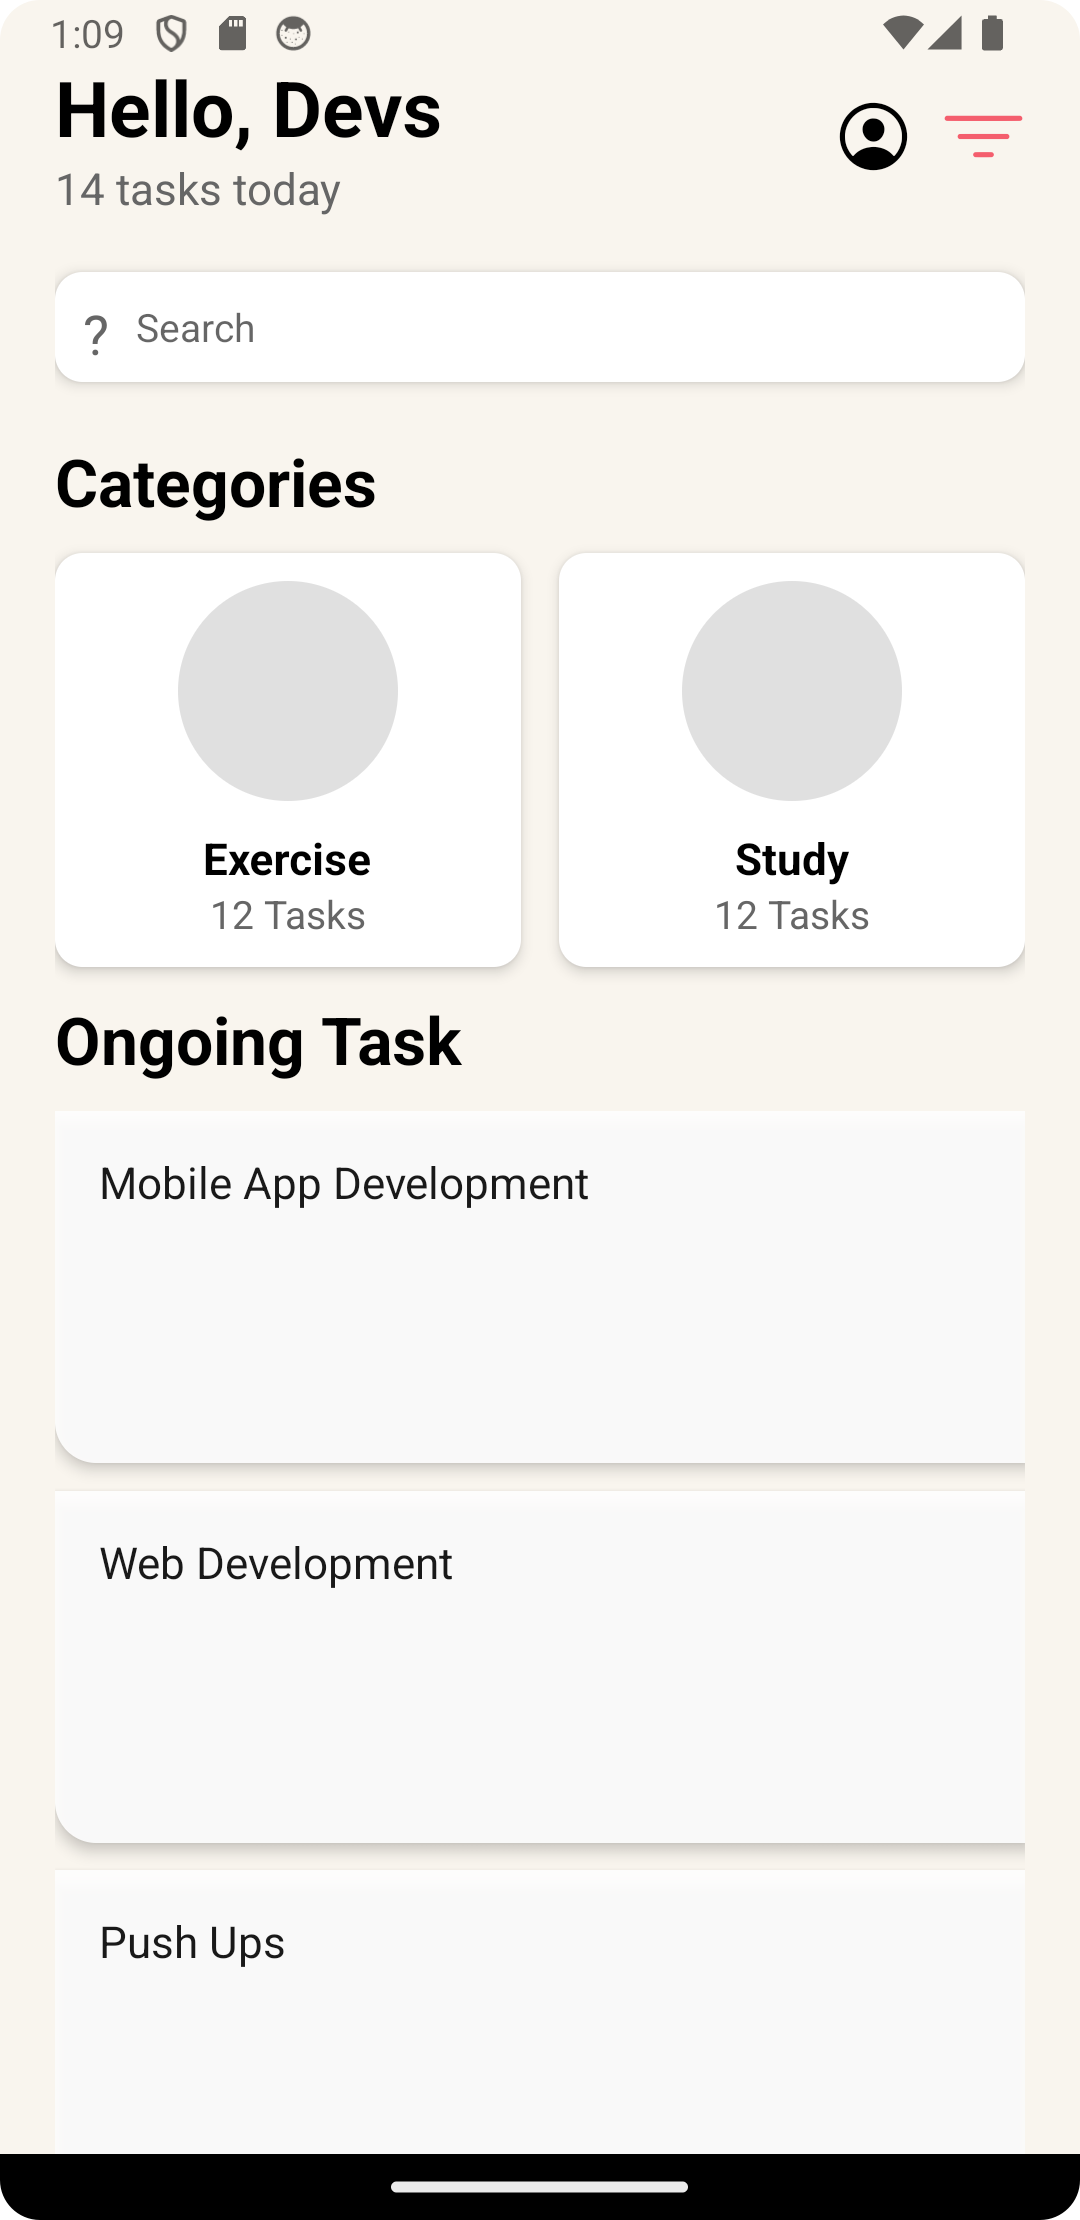 1:09
Hello, Devs
14 tasks today
? Search
Categories
Exercise
12 Tasks
Study
12 Tasks
Ongoing Task
Mobile App Development
Web Development
Push Ups